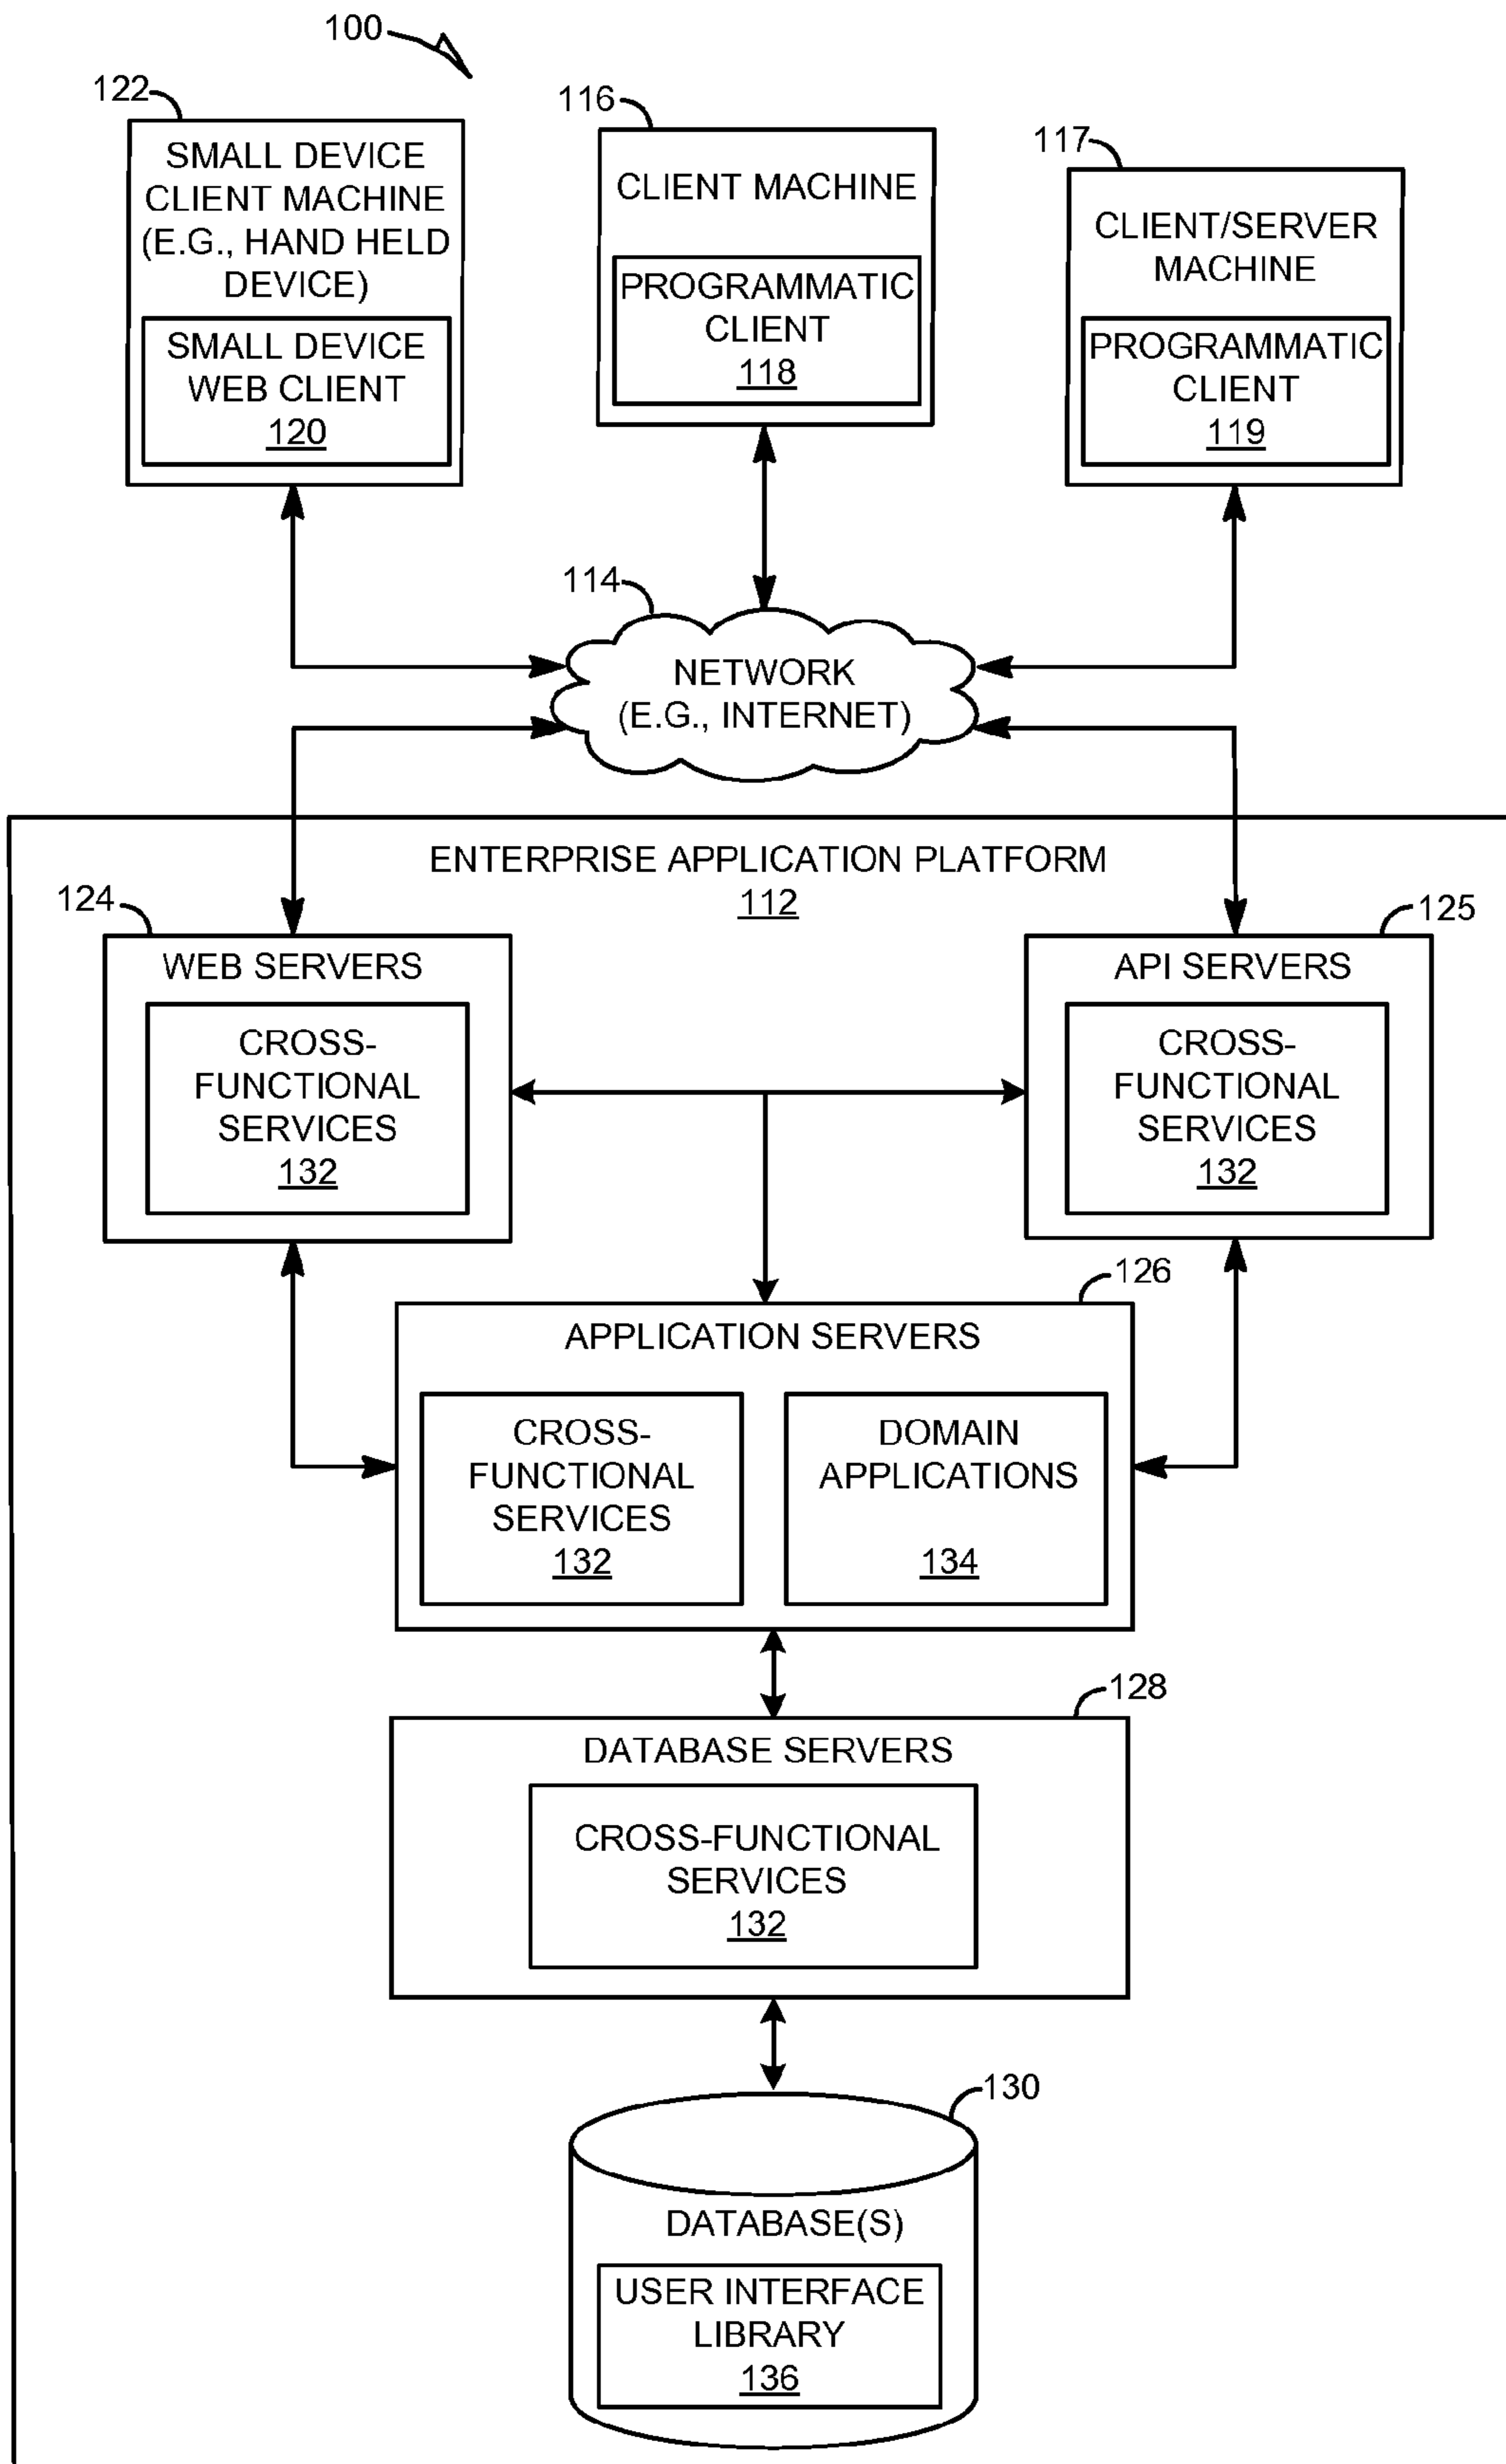 100
122
SMALL DEVICE
CLIENT MACHINE
(E.G., HAND HELD
DEVICE)
SMALL DEVICE
WEB CLIENT
120
116
CLIENT MACHINE
PROGRAMMATIC
CLIENT
118
117
CLIENT/SERVER
MACHINE
PROGRAMMATIC
CLIENT
119
114
NETWORK
(E.G., INTERNET)
ENTERPRISE APPLICATION PLATFORM
112
124
WEB SERVERS
CROSS-
FUNCTIONAL
SERVICES
132
125
API SERVERS
CROSS-
FUNCTIONAL
SERVICES
132
126
APPLICATION SERVERS
CROSS-
FUNCTIONAL
SERVICES
132
DOMAIN
APPLICATIONS
134
128
DATABASE SERVERS
CROSS-FUNCTIONAL
SERVICES
132
130
DATABASE(S)
USER INTERFACE
LIBRARY
136